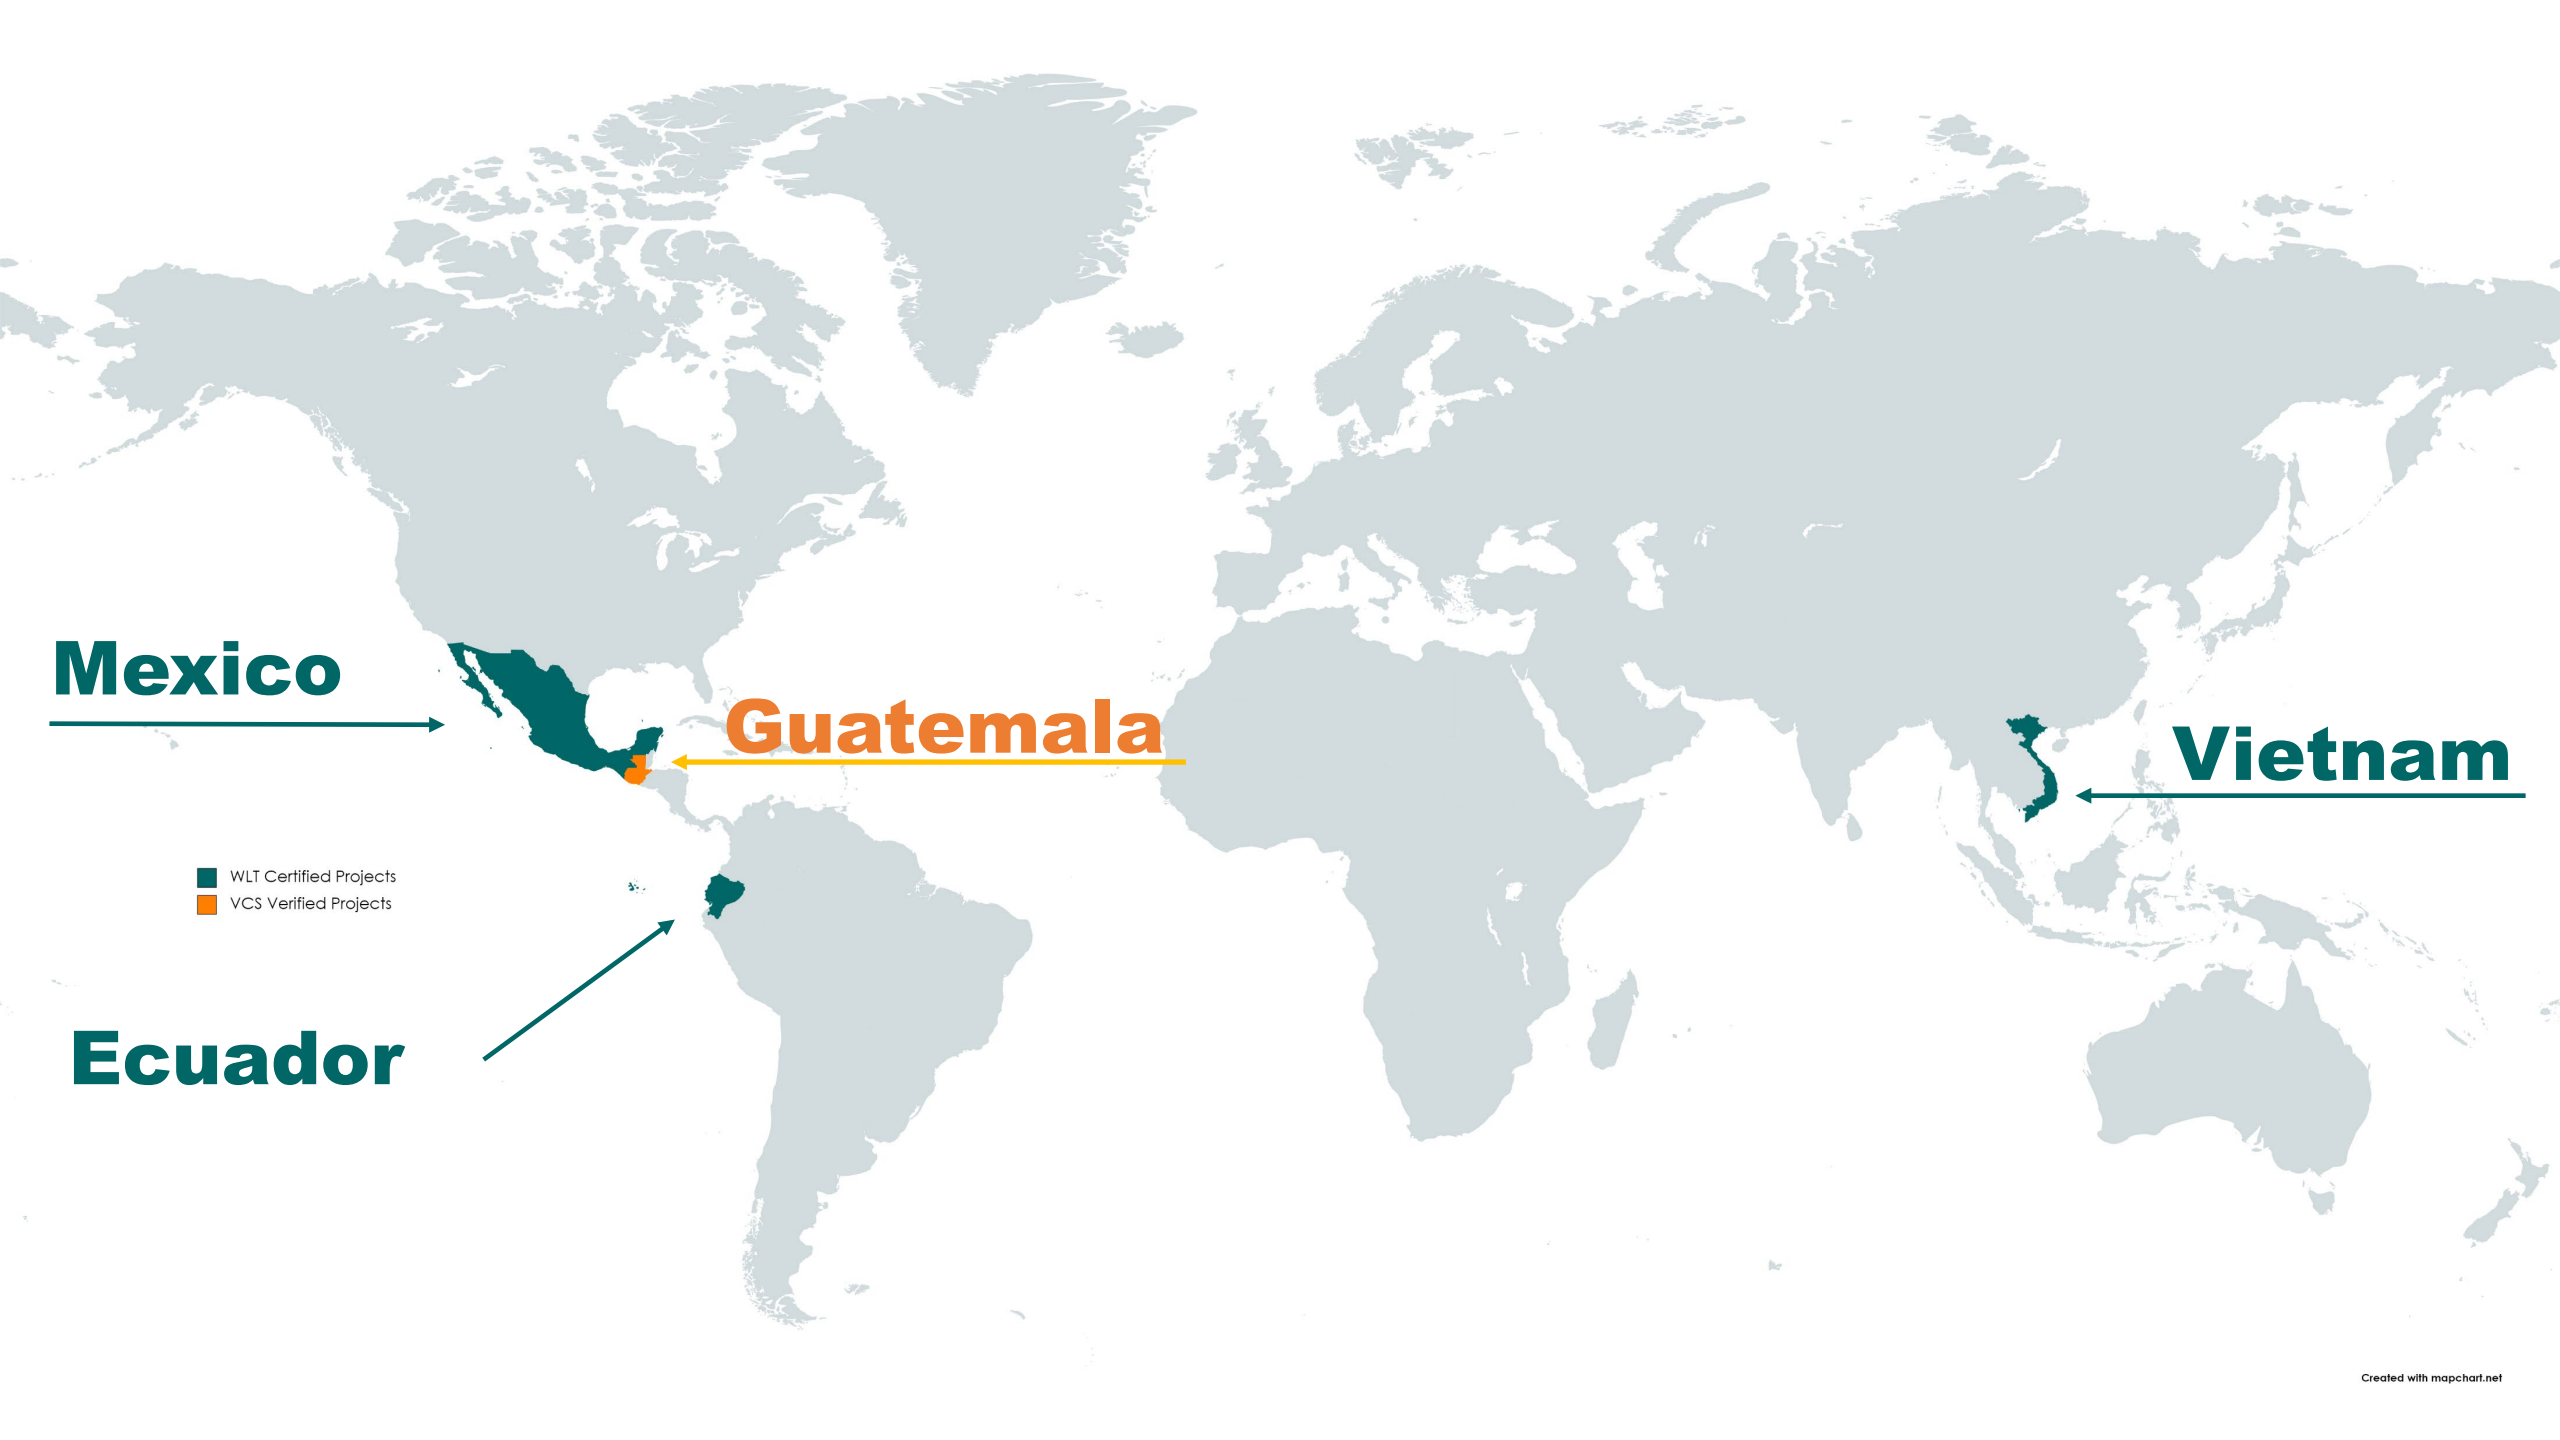 Mexico
Guatemala
Vietnam
WLT Certified Projects
VCS Verified Projects
Ecuador
Created with mapchart.net